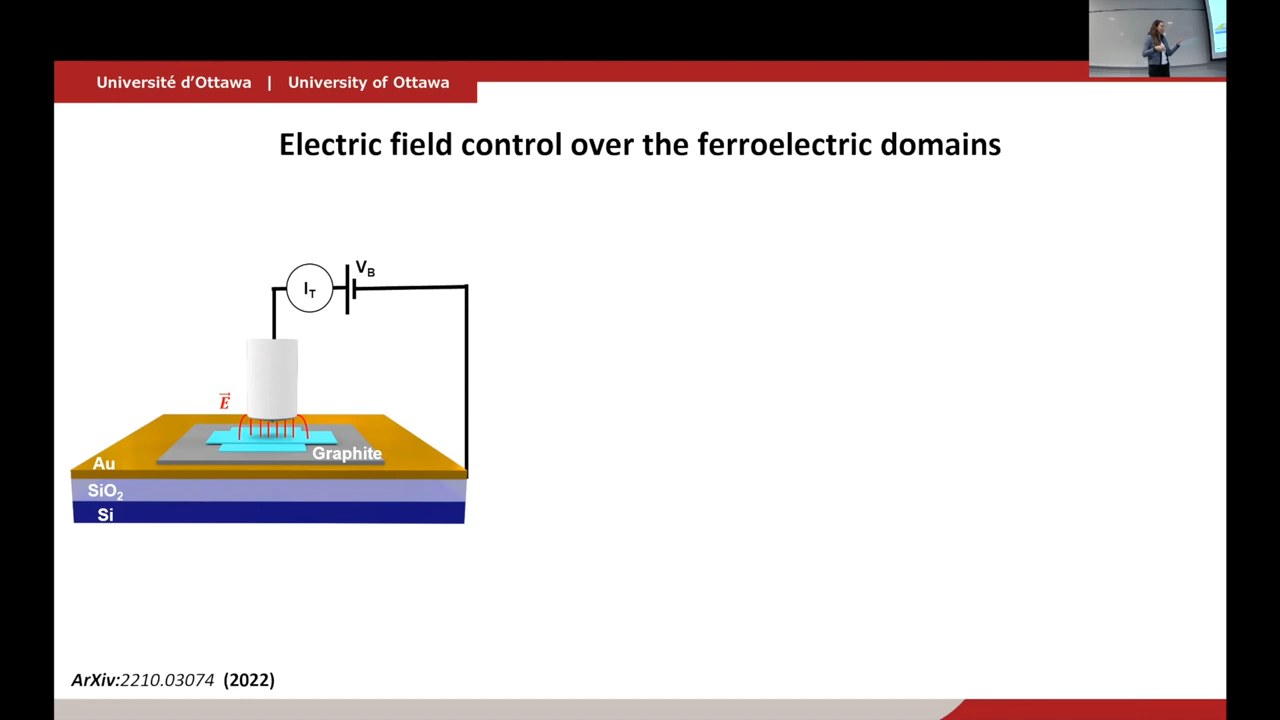 Université d'Ottawa | University of Ottawa
Electric field control over the ferroelectric domains
V_B
I_T
E
Graphite
Au
SiO₂
Si
ArXiv:2210.03074 (2022)